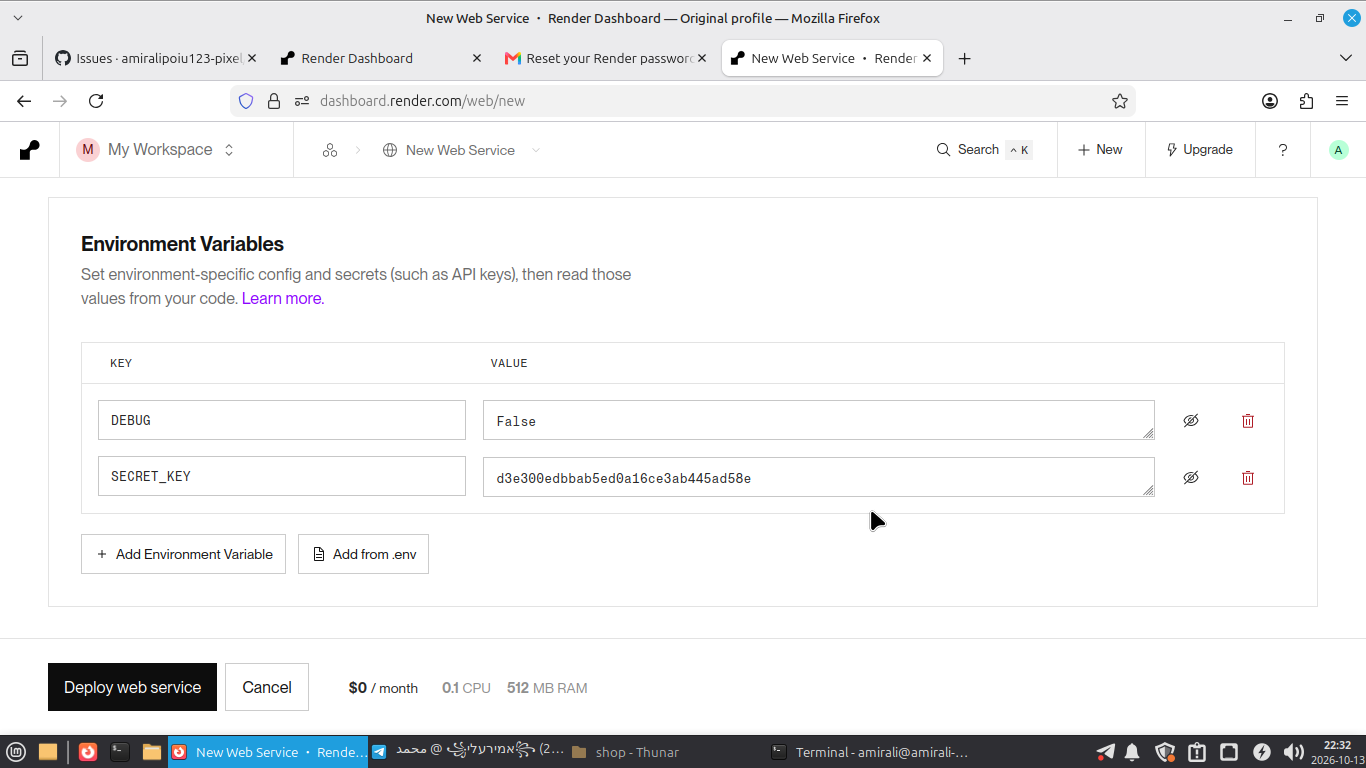 New Web Service ・ Render Dashboard — Original profile — Mozilla Firefox
Issues · amiralipoiu123-pixel
Render Dashboard
Reset your Render password
New Web Service ・ Render
dashboard.render.com/web/new
M My Workspace
New Web Service
Search ^ K
+ New
Upgrade
?
A
Environment Variables
Set environment-specific config and secrets (such as API keys), then read those
values from your code. Learn more.
KEY VALUE
DEBUG False
SECRET_KEY d3e300edbbab5ed0a16ce3ab445ad58e
+ Add Environment Variable
Add from .env
Deploy web service
Cancel
$0 / month 0.1 CPU 512 MB RAM
New Web Service ・ Rende...
محمد @ ꧁אמירעלי꧂ (2...
shop - Thunar
Terminal - amirali@amirali-...
22:32
2026-10-13